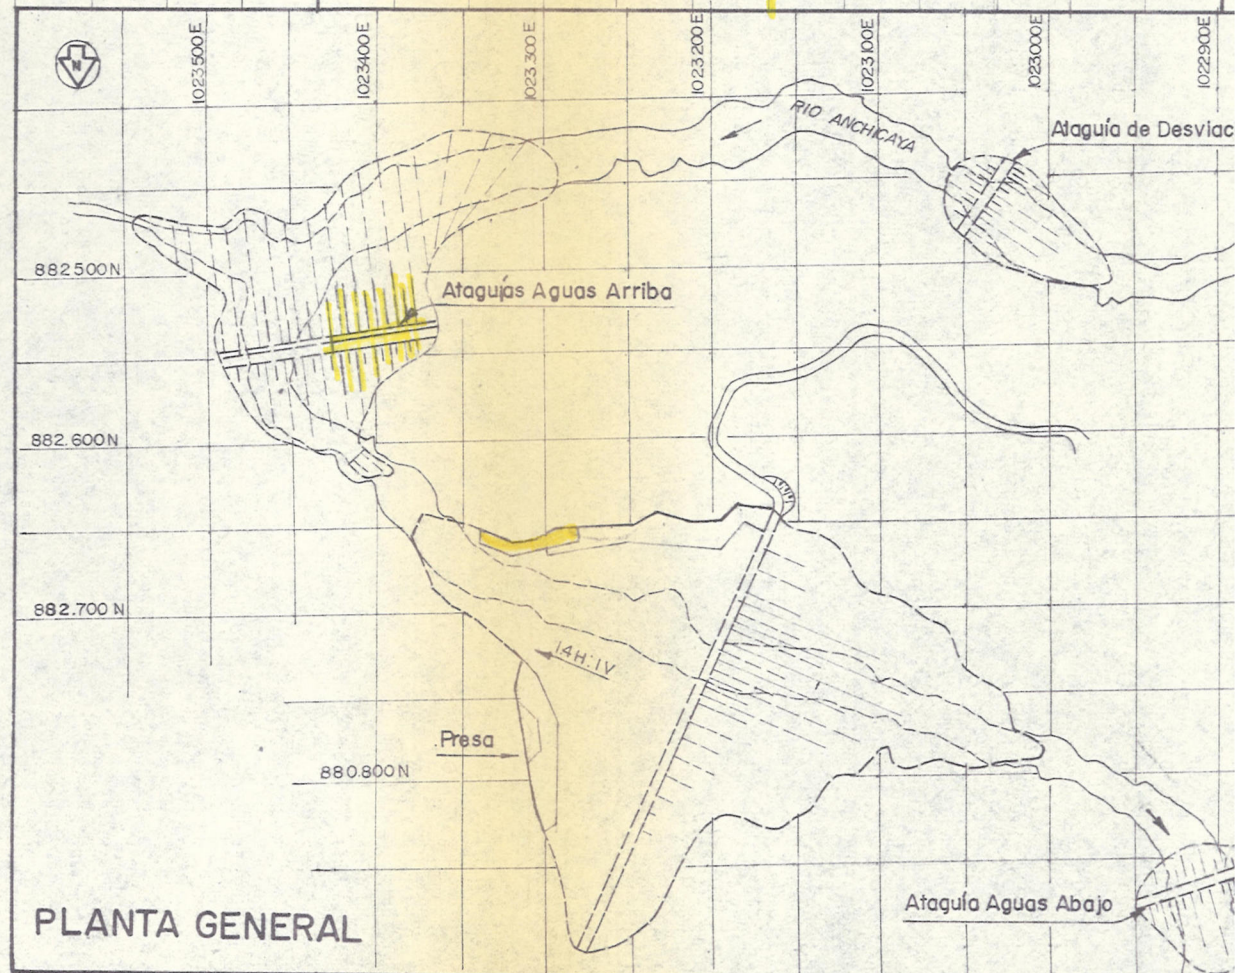 N
1023500E
1023400E
1023300E
1023200E
1023100E
1023000E
1022900E
RIO ANCHICAYA
Ataguía de Desviac
882500N
Ataguías Aguas Arriba
882.600N
882.700 N
14H:1V
Presa
880.800N
Ataguía Aguas Abajo
PLANTA GENERAL